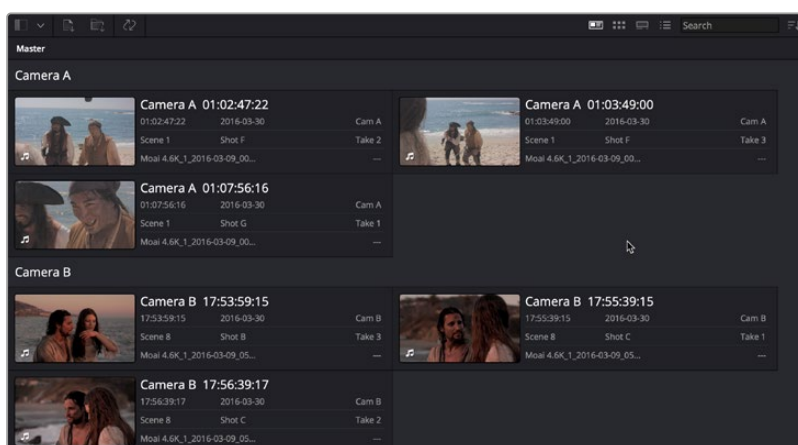 Search
Master
Camera A
Camera A 01:02:47:22
01:02:47:22 2016-03-30 Cam A
Scene 1 Shot F Take 2
Moai 4.6K_1_2016-03-09_00... ---
Camera A 01:03:49:00
01:03:49:00 2016-03-30 Cam A
Scene 1 Shot F Take 3
Moai 4.6K_1_2016-03-09_00... ---
Camera A 01:07:56:16
01:07:56:16 2016-03-30 Cam A
Scene 1 Shot G Take 1
Moai 4.6K_1_2016-03-09_00... ---
Camera B
Camera B 17:53:59:15
17:53:59:15 2016-03-30 Cam B
Scene 8 Shot B Take 3
Moai 4.6K_1_2016-03-09_05... ---
Camera B 17:55:39:15
17:55:39:15 2016-03-30 Cam B
Scene 8 Shot C Take 1
Moai 4.6K_1_2016-03-09_05... ---
Camera B 17:56:39:17
17:56:39:17 2016-03-30 Cam B
Scene 8 Shot C Take 2
Moai 4.6K_1_2016-03-09_05... ---